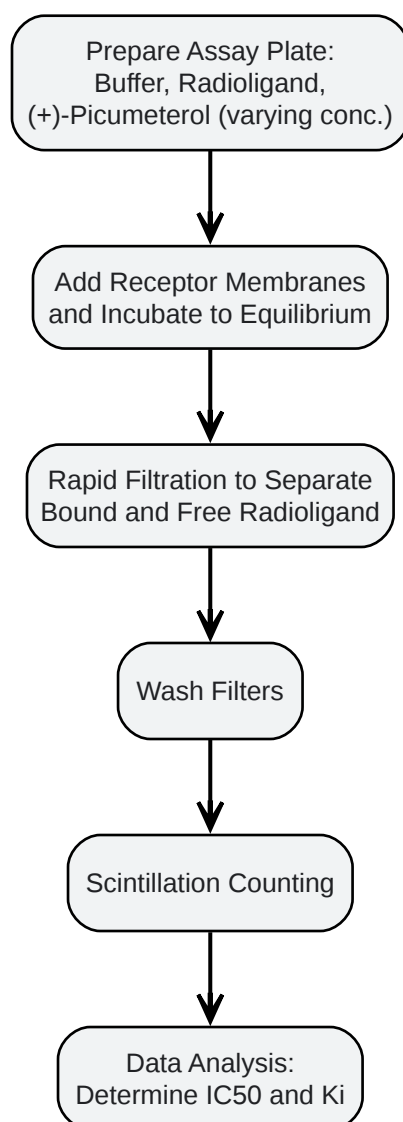 Prepare Assay Plate:
Buffer, Radioligand,
(+)-Picumeterol (varying conc.)
Add Receptor Membranes
and Incubate to Equilibrium
Rapid Filtration to Separate
Bound and Free Radioligand
Wash Filters
Scintillation Counting
Data Analysis:
Determine IC50 and Ki